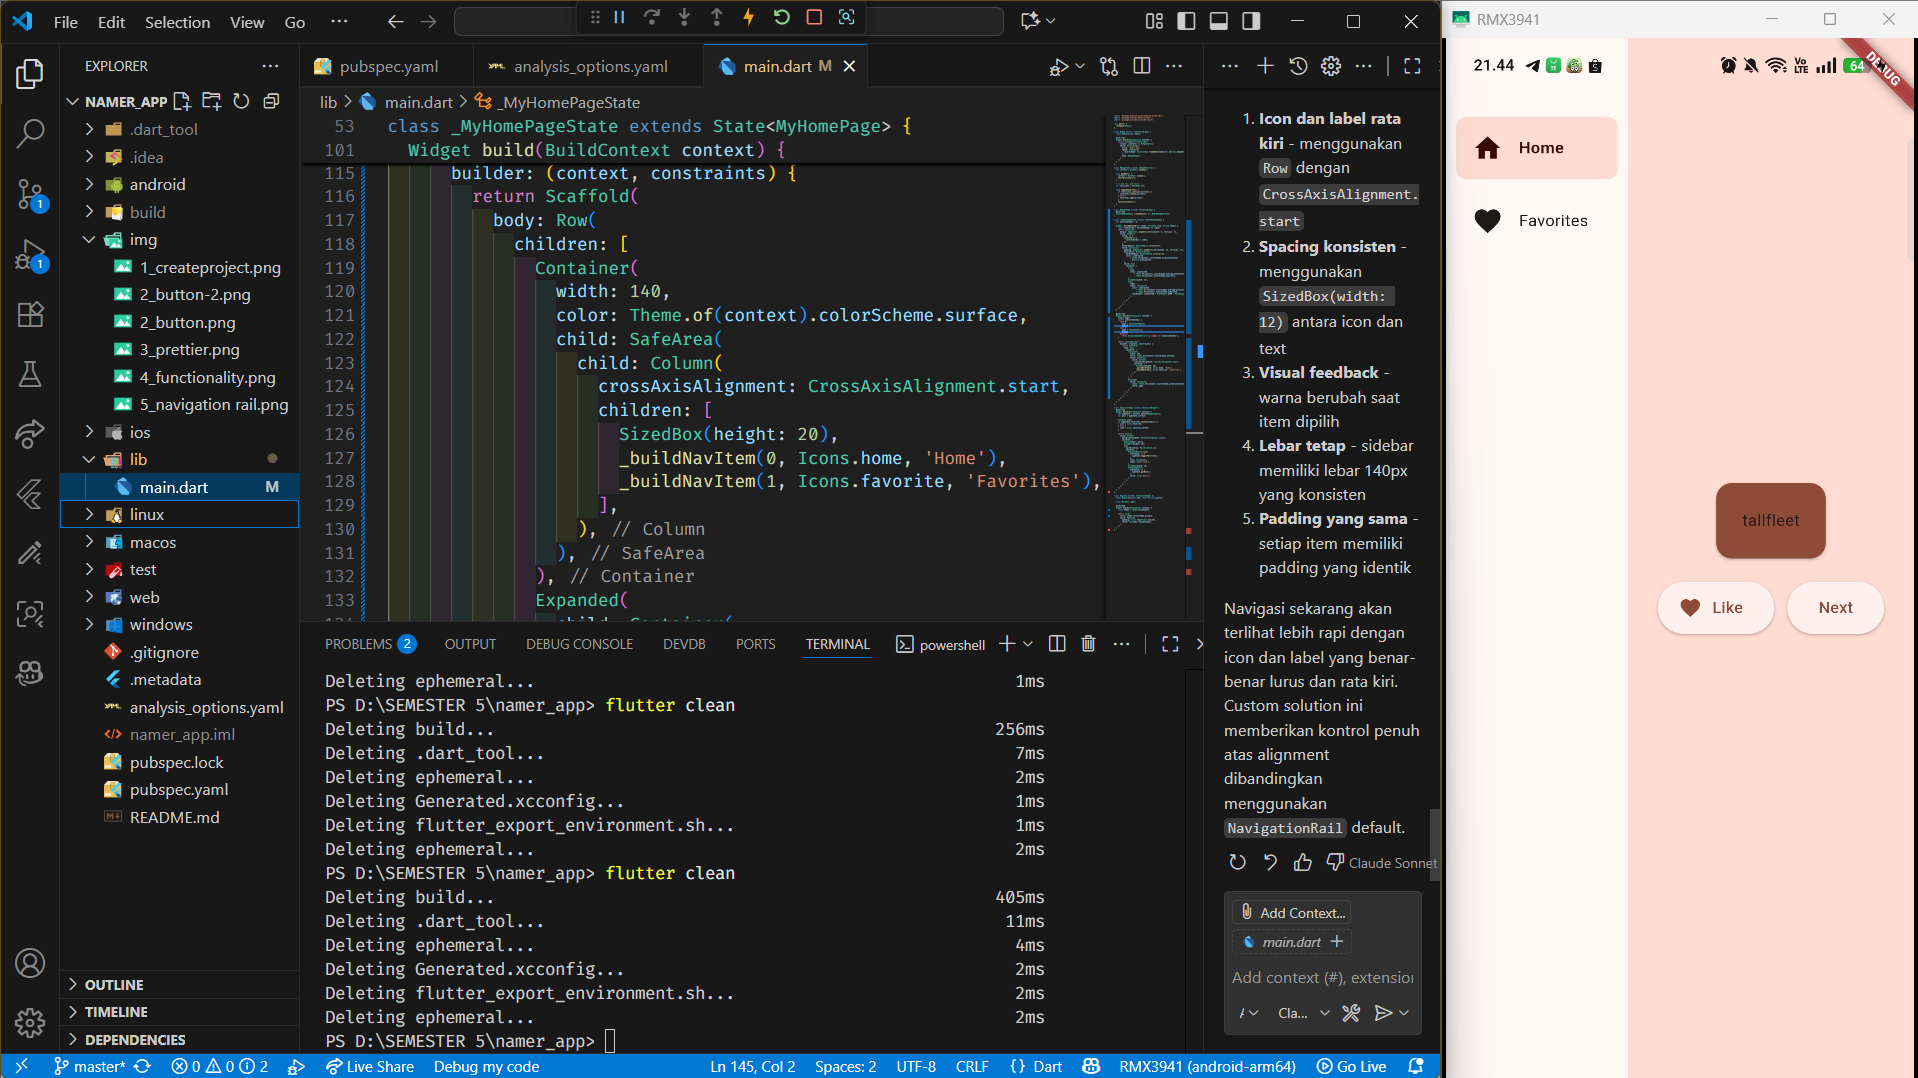 File Edit Selection View Go ···
EXPLORER
NAMER_APP
.dart_tool
.idea
android
build
img
1_createproject.png
2_button-2.png
2_button.png
3_prettier.png
4_functionality.png
5_navigation rail.png
ios
lib
main.dart M
linux
macos
test
web
windows
.gitignore
.metadata
analysis_options.yaml
namer_app.iml
pubspec.lock
pubspec.yaml
README.md
OUTLINE
TIMELINE
DEPENDENCIES
1
1
pubspec.yaml
analysis_options.yaml
main.dart M
lib > main.dart > _MyHomePageState
53 class _MyHomePageState extends State<MyHomePage> {
101 Widget build(BuildContext context) {
115 builder: (context, constraints) {
116 return Scaffold(
117 body: Row(
118 children: [
119 Container(
120 width: 140,
121 color: Theme.of(context).colorScheme.surface,
122 child: SafeArea(
123 child: Column(
124 crossAxisAlignment: CrossAxisAlignment.start,
125 children: [
126 SizedBox(height: 20),
127 _buildNavItem(0, Icons.home, 'Home'),
128 _buildNavItem(1, Icons.favorite, 'Favorites'),
129 ],
130 ), // Column
131 ), // SafeArea
132 ), // Container
133 Expanded(
PROBLEMS 2 OUTPUT DEBUG CONSOLE DEVDB PORTS TERMINAL powershell
Deleting ephemeral... 1ms
PS D:\SEMESTER 5\namer_app> flutter clean
Deleting build... 256ms
Deleting .dart_tool... 7ms
Deleting ephemeral... 2ms
Deleting Generated.xcconfig... 1ms
Deleting flutter_export_environment.sh... 1ms
Deleting ephemeral... 2ms
PS D:\SEMESTER 5\namer_app> flutter clean
Deleting build... 405ms
Deleting .dart_tool... 11ms
Deleting ephemeral... 4ms
Deleting Generated.xcconfig... 2ms
Deleting flutter_export_environment.sh... 2ms
Deleting ephemeral... 2ms
PS D:\SEMESTER 5\namer_app>
1. Icon dan label rata
kiri - menggunakan
Row dengan
CrossAxisAlignment.
start
2. Spacing konsisten -
menggunakan
SizedBox(width:
12) antara icon dan
text
3. Visual feedback -
warna berubah saat
item dipilih
4. Lebar tetap - sidebar
memiliki lebar 140px
yang konsisten
5. Padding yang sama -
setiap item memiliki
padding yang identik
Navigasi sekarang akan
terlihat lebih rapi dengan
icon dan label yang benar-
benar lurus dan rata kiri.
Custom solution ini
memberikan kontrol penuh
atas alignment
dibandingkan
menggunakan
NavigationRail default.
Claude Sonnet
Add Context...
main.dart
Add context (#), extension
Cla...
master* 0 0 2 Live Share Debug my code Ln 145, Col 2 Spaces: 2 UTF-8 CRLF {} Dart RMX3941 (android-arm64) Go Live
RMX3941
21.44
Vo
LTE
64
DEBUG
Home
Favorites
tallfleet
Like
Next